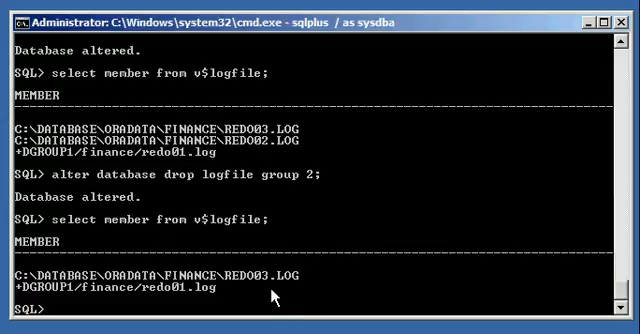 Administrator: C:\Windows\system32\cmd.exe - sqlplus / as sysdba
Database altered.
SQL> select member from v$logfile;
MEMBER
--------------------------------------------------------------------------------
C:\DATABASE\ORADATA\FINANCE\REDO03.LOG
C:\DATABASE\ORADATA\FINANCE\REDO02.LOG
+DGROUP1/finance/redo01.log
SQL> alter database drop logfile group 2;
Database altered.
SQL> select member from v$logfile;
MEMBER
--------------------------------------------------------------------------------
C:\DATABASE\ORADATA\FINANCE\REDO03.LOG
+DGROUP1/finance/redo01.log
SQL>